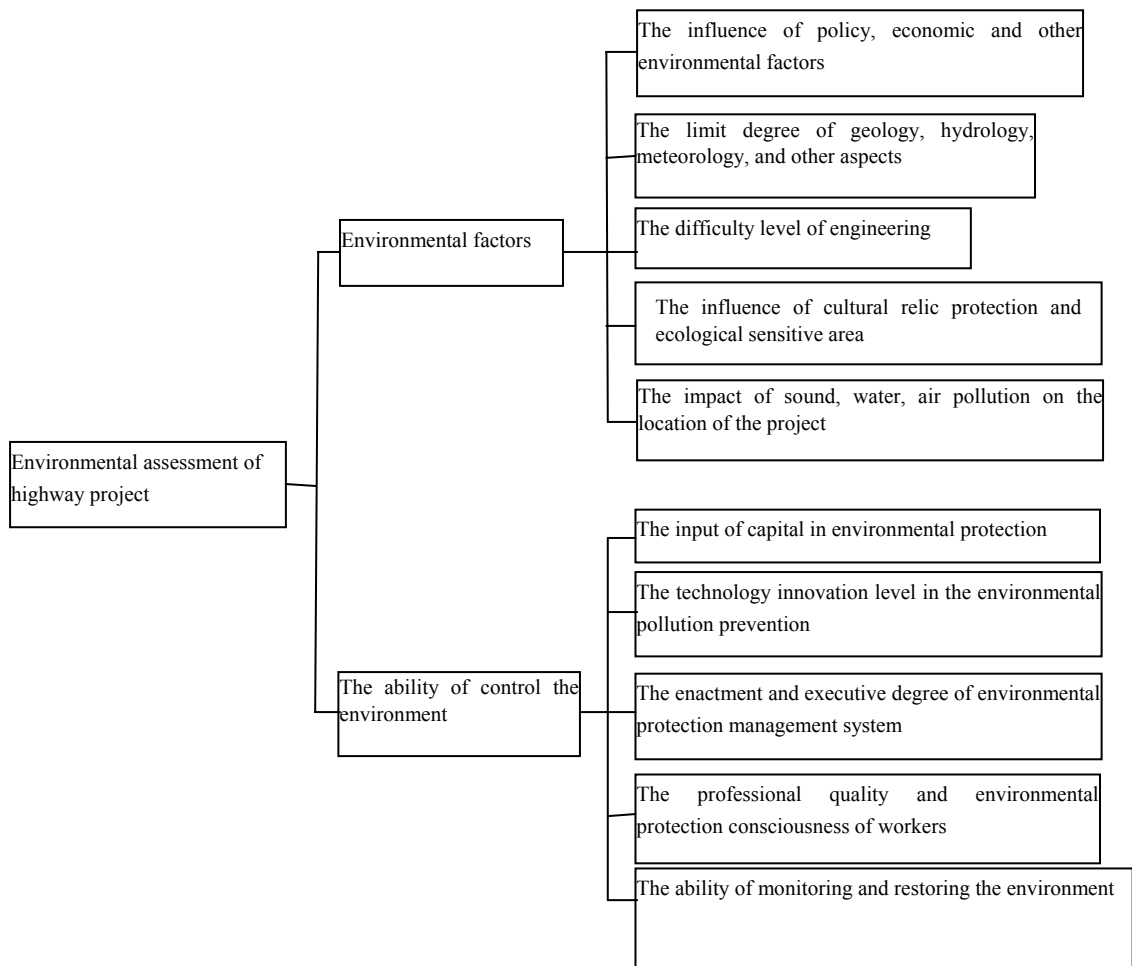 The influence of policy, economic and other
environmental factors
The limit degree of geology, hydrology,
meteorology, and other aspects
Environmental factors
The difficulty level of engineering
The influence of cultural relic protection and
ecological sensitive area
The impact of sound, water, air pollution on the
location of the project
Environmental assessment of
highway project
The input of capital in environmental protection
The technology innovation level in the environmental
pollution prevention
The ability of control the
environment
The enactment and executive degree of environmental
protection management system
The professional quality and environmental
protection consciousness of workers
The ability of monitoring and restoring the environment